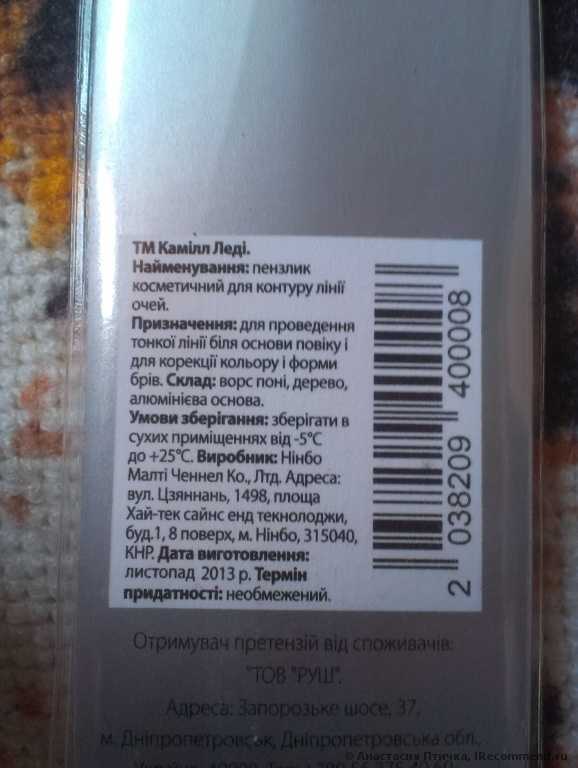 ТМ Камілл Леді.
Найменування: пензлик
косметичний для контуру лінії
очей.
Призначення: для проведення
тонкої лінії біля основи повіку і
для корекції кольору і форми
брів. Склад: ворс поні, дерево,
алюмінієва основа.
Умови зберігання: зберігати в
сухих приміщеннях від -5°С
до +25°С. Виробник: Нінбо
Малті Ченнел Ко., Лтд. Адреса:
вул. Цзяннань, 1498, площа
Хай-тек сайнс енд текнолоджи,
буд.1, 8 поверх, м. Нінбо, 315040,
КНР. Дата виготовлення:
листопад 2013 р. Термін
придатності: необмежений.
2 038209 400008
Отримувач претензій від споживачів:
"ТОВ "РУШ".
Адреса: Запорозьке шосе, 37,
м. Дніпропетровськ, Дніпропетровська обл.,
© Анастасия Птичка, IRecommend.ru